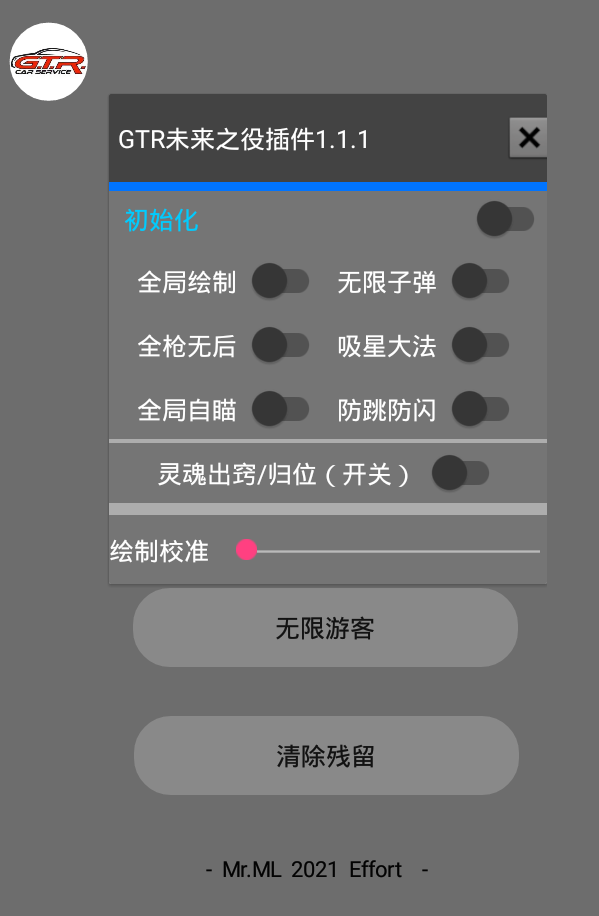 G.T.R.
CAR SERVICE
GTR未来之役插件1.1.1
初始化
全局绘制 无限子弹
全枪无后 吸星大法
全局自瞄 防跳防闪
灵魂出窍/归位（开关）
绘制校准
无限游客
清除残留
- Mr.ML 2021 Effort -